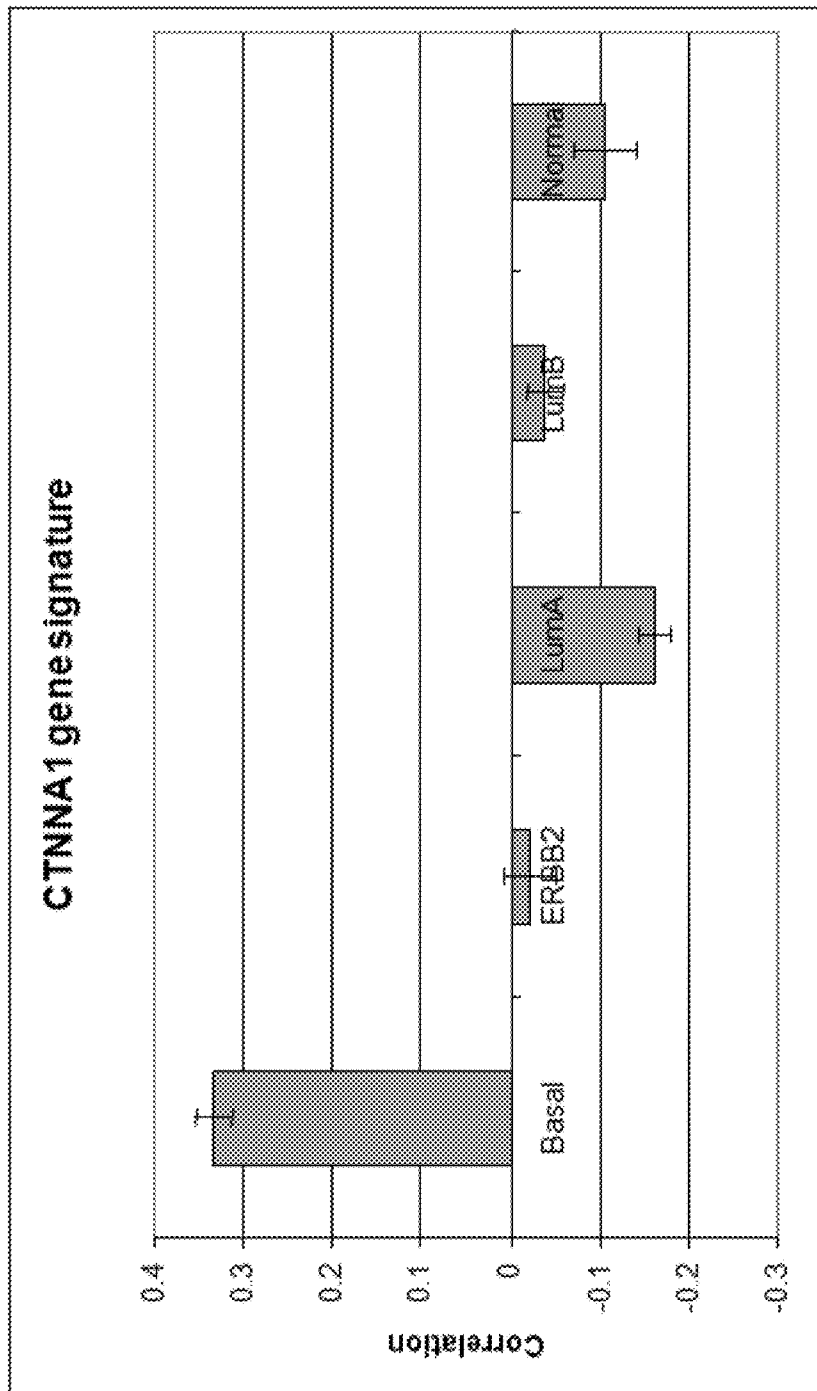 CTNNA1 gene signature
Correlation
0.4
0.3
0.2
0.1
0
-0.1
-0.2
-0.3
Basal
ERBB2
LumA
LumB
Norma